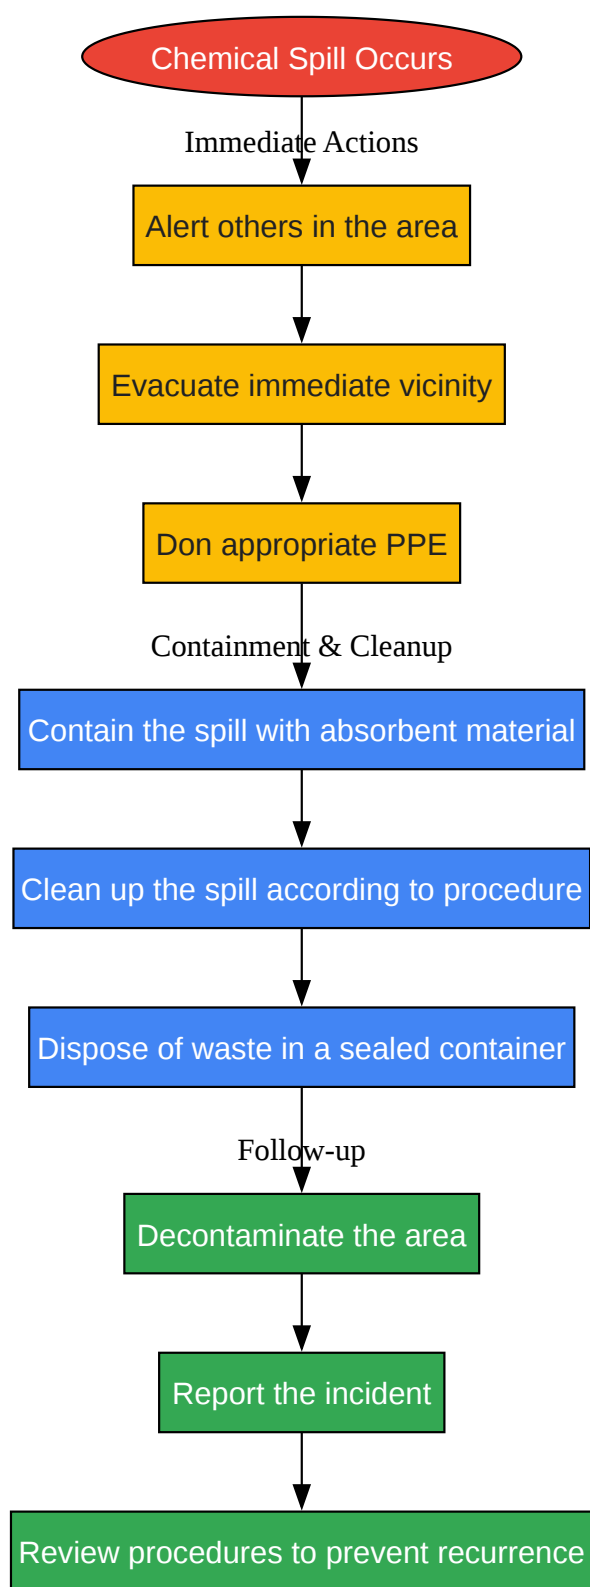 Chemical Spill Occurs
Immediate Actions
Alert others in the area
Evacuate immediate vicinity
Don appropriate PPE
Containment & Cleanup
Contain the spill with absorbent material
Clean up the spill according to procedure
Dispose of waste in a sealed container
Follow-up
Decontaminate the area
Report the incident
Review procedures to prevent recurrence